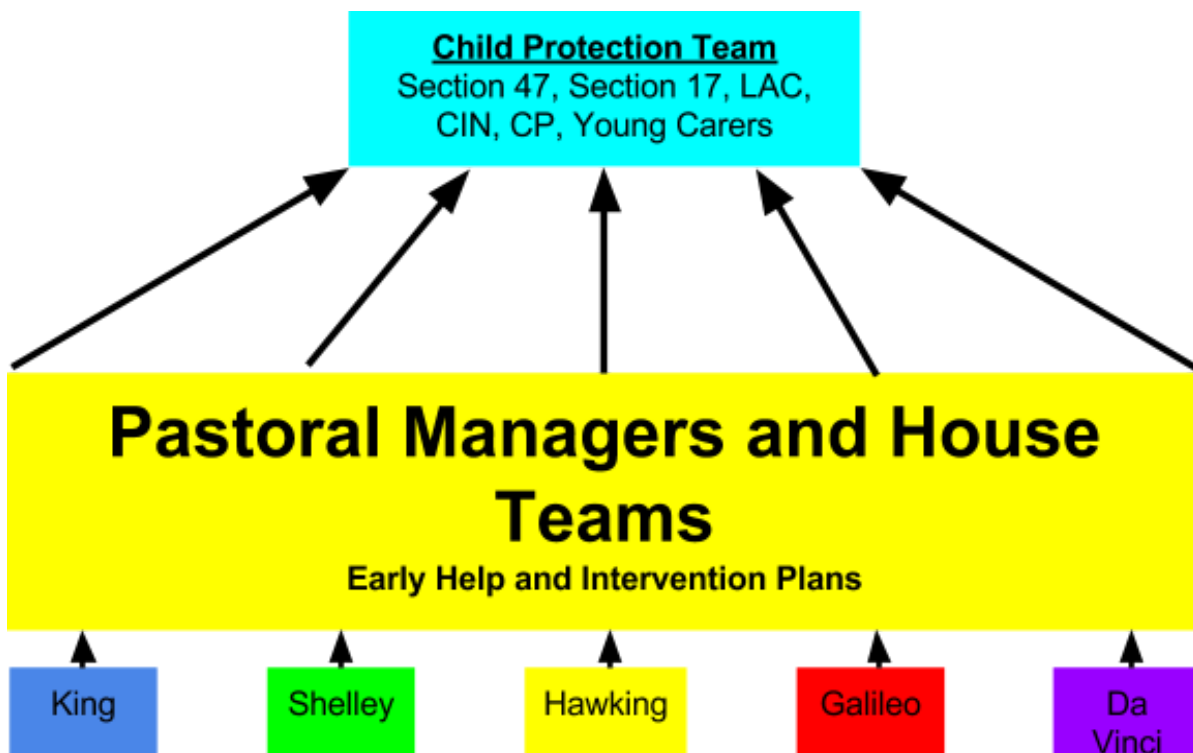 Child Protection Team
Section 47, Section 17, LAC,
CIN, CP, Young Carers
Pastoral Managers and House
Teams
Early Help and Intervention Plans
King
Shelley
Hawking
Galileo
Da
Vinci